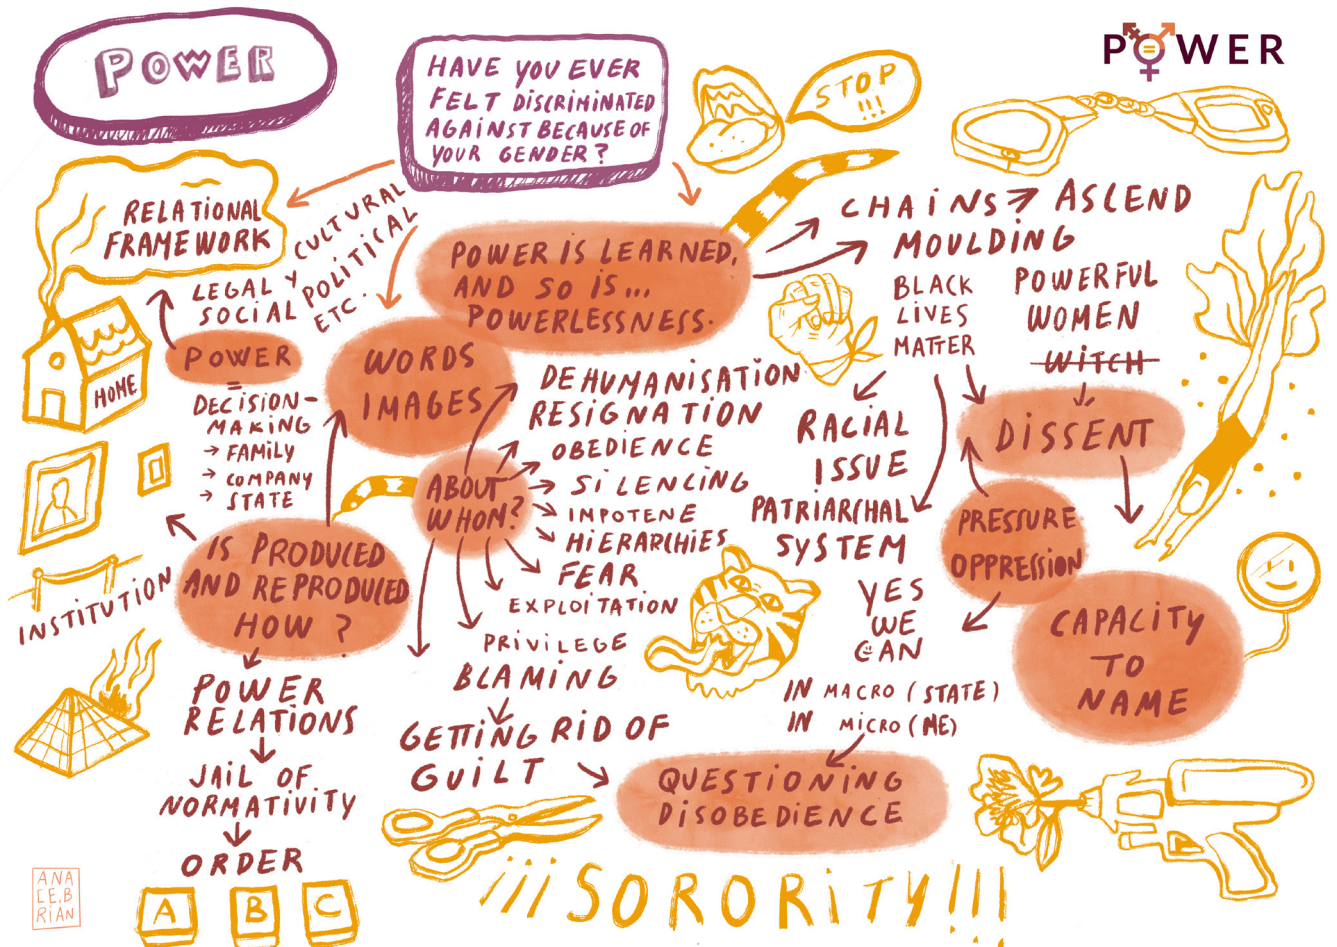 POWER
HAVE YOU EVER
FELT DISCRIMINATED
AGAINST BECAUSE OF
YOUR GENDER?
STOP
!!!
POWER
RELATIONAL
FRAMEWORK
CULTURAL
LEGAL Y POLITICAL
SOCIAL ETC.
POWER
=
DECISION-
MAKING
→ FAMILY
→ COMPANY
→ STATE
HOME
INSTITUTION
POWER IS LEARNED,
AND SO IS...
POWERLESSNESS.
WORDS
IMAGES
ABOUT
WHOM?
DEHUMANISATION
RESIGNATION
OBEDIENCE
SILENCING
IMPOTENE
HIERARCHIES
FEAR
EXPLOITATION
PRIVILEGE
BLAMING
GETTING RID OF
GUILT
IS PRODUCED
AND REPRODUCED
HOW?
POWER
RELATIONS
JAIL OF
NORMATIVITY
ORDER
A B C
CHAINS → ASCEND
MOULDING
BLACK
LIVES
MATTER
POWERFUL
WOMEN
WITCH
RACIAL
ISSUE
PATRIARCHAL
SYSTEM
DISSENT
PRESSURE
OPPRESSION
CAPACITY
TO
NAME
YES
WE
CAN
IN MACRO (STATE)
IN MICRO (ME)
QUESTIONING
DISOBEDIENCE
¡¡¡SORORITY!!!
ANA
CEB
RIAN